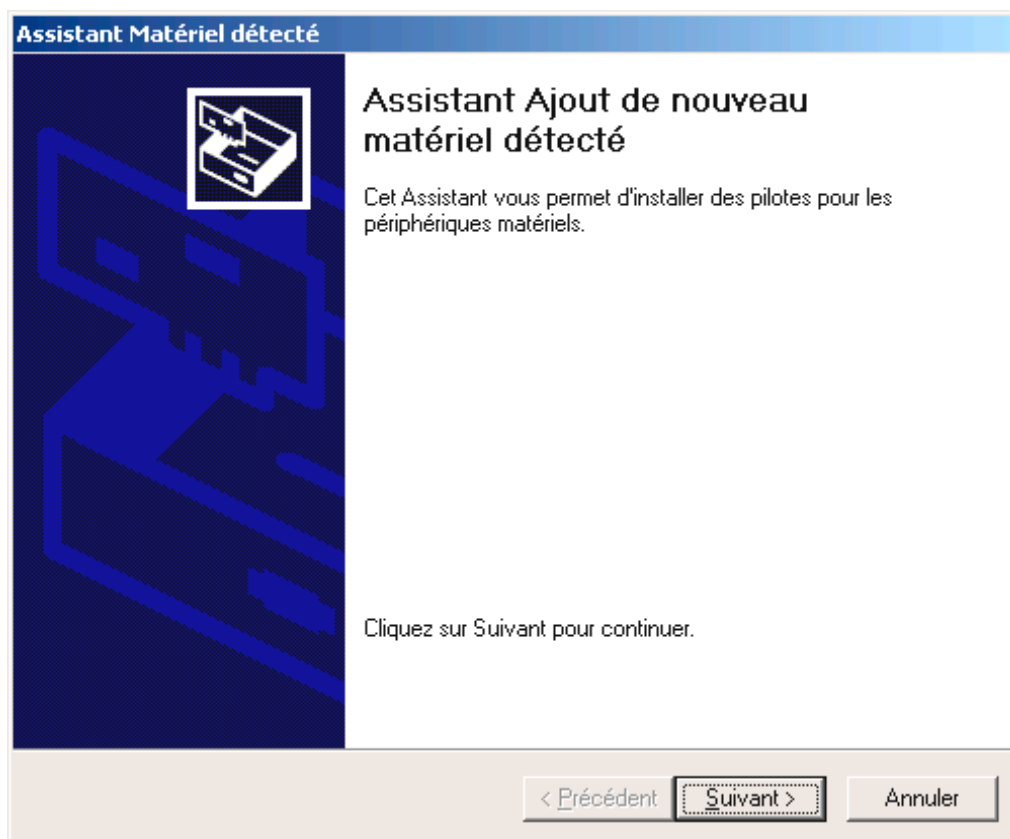 Assistant Matériel détecté
Assistant Ajout de nouveau
matériel détecté
Cet Assistant vous permet d'installer des pilotes pour les
périphériques matériels.
Cliquez sur Suivant pour continuer.
< Précédent
Suivant >
Annuler